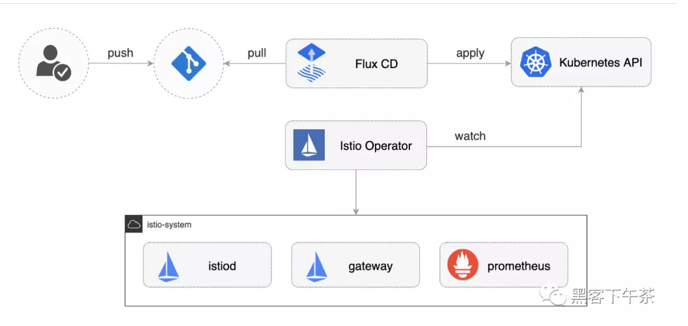 push
pull
Flux CD
apply
Kubernetes API
Istio Operator
watch
istio-system
istiod
gateway
prometheus
黑客下午茶